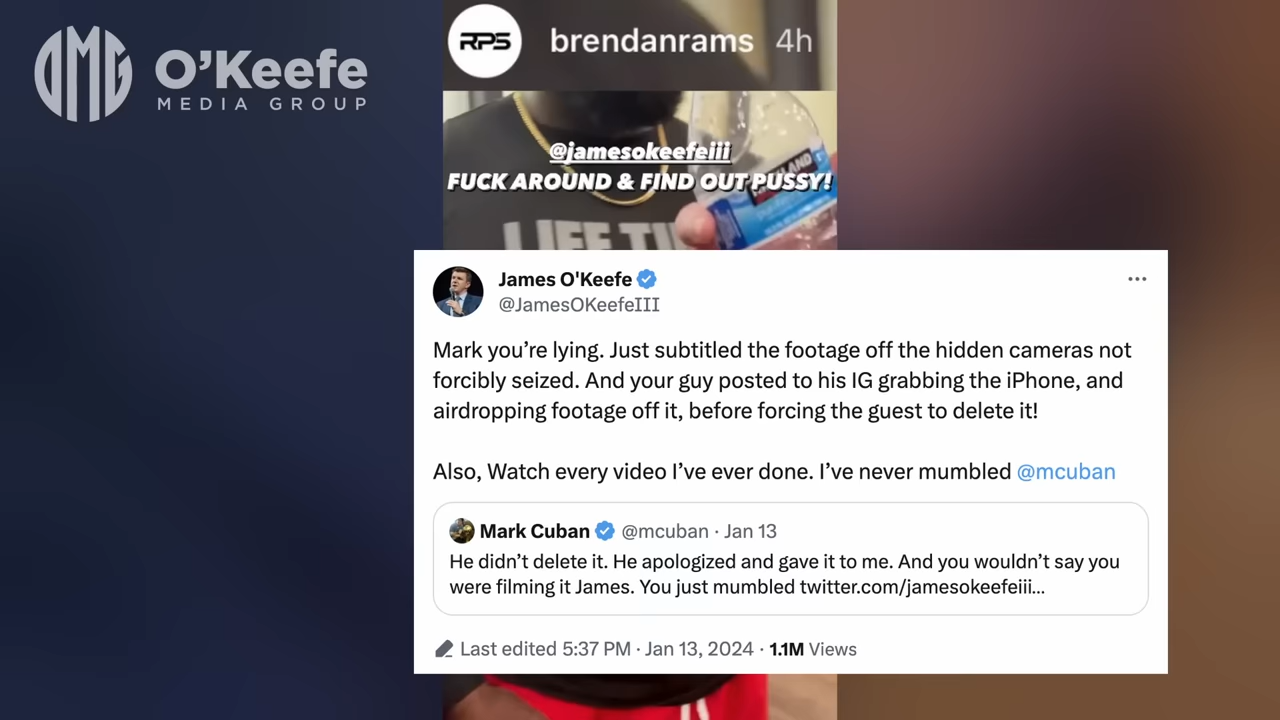 O'Keefe
MEDIA GROUP
RPS brendanrams 4h
@jamesokeefeiii
FUCK AROUND & FIND OUT PUSSY!
KIRKLAND
James O'Keefe
@JamesOKeefeIII
Mark you’re lying. Just subtitled the footage off the hidden cameras not
forcibly seized. And your guy posted to his IG grabbing the iPhone, and
airdropping footage off it, before forcing the guest to delete it!
Also, Watch every video I’ve ever done. I’ve never mumbled @mcuban
Mark Cuban @mcuban · Jan 13
He didn’t delete it. He apologized and gave it to me. And you wouldn’t say you
were filming it James. You just mumbled twitter.com/jamesokeefeiii...
Last edited 5:37 PM · Jan 13, 2024 · 1.1M Views